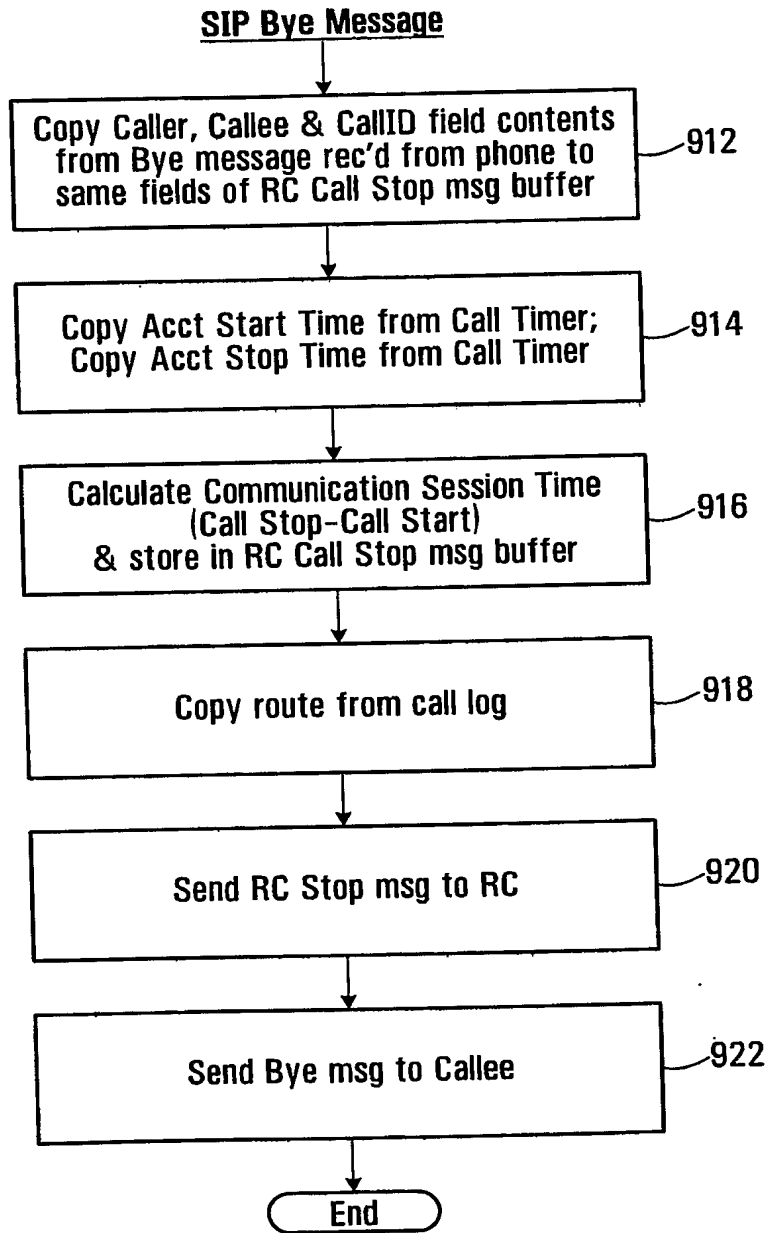 SIP Bye Message
Copy Caller, Callee & CallID field contents
from Bye message rec'd from phone to
same fields of RC Call Stop msg buffer
912
Copy Acct Start Time from Call Timer;
Copy Acct Stop Time from Call Timer
914
Calculate Communication Session Time
(Call Stop-Call Start)
& store in RC Call Stop msg buffer
916
Copy route from call log
918
Send RC Stop msg to RC
920
Send Bye msg to Callee
922
End